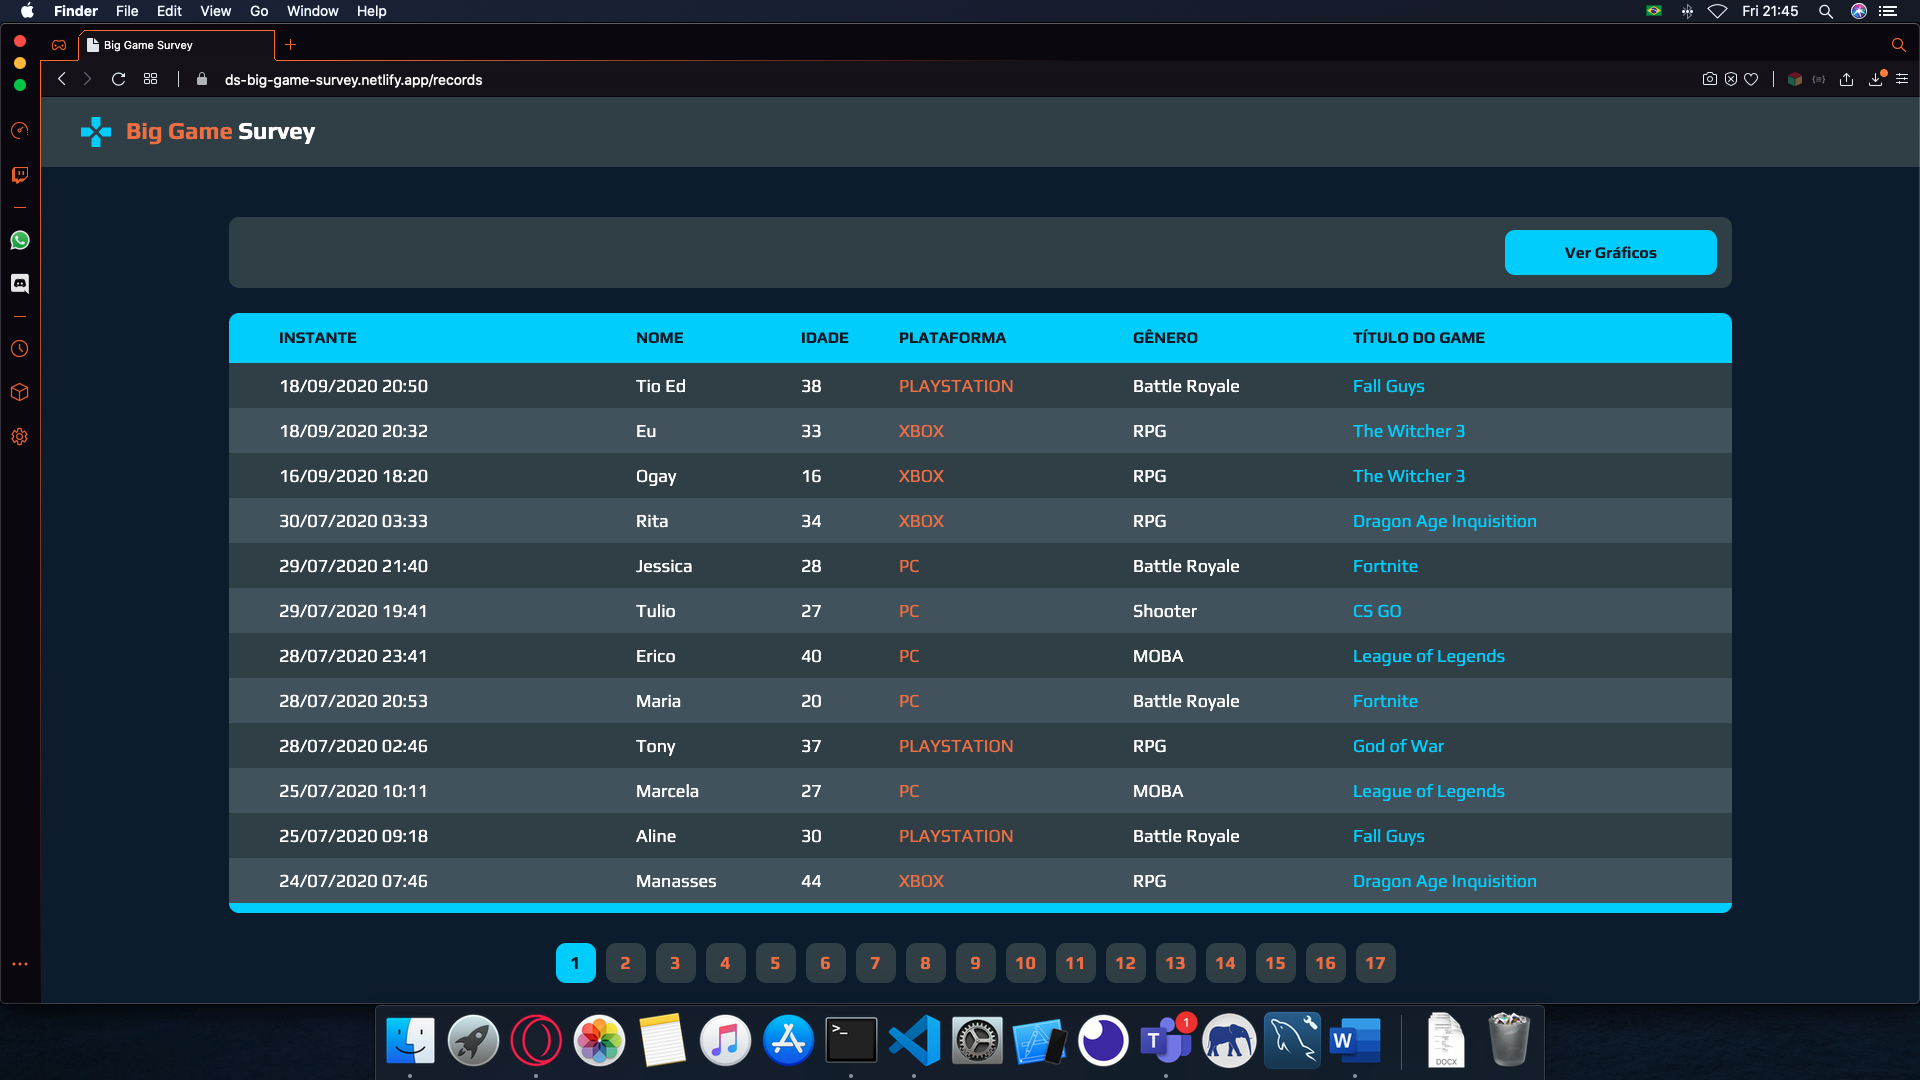 Finder File Edit View Go Window Help Fri 21:45
Big Game Survey
ds-big-game-survey.netlify.app/records
Big Game Survey
Ver Gráficos
INSTANTE NOME IDADE PLATAFORMA GÊNERO TÍTULO DO GAME
18/09/2020 20:50 Tio Ed 38 PLAYSTATION Battle Royale Fall Guys
18/09/2020 20:32 Eu 33 XBOX RPG The Witcher 3
16/09/2020 18:20 Ogay 16 XBOX RPG The Witcher 3
30/07/2020 03:33 Rita 34 XBOX RPG Dragon Age Inquisition
29/07/2020 21:40 Jessica 28 PC Battle Royale Fortnite
29/07/2020 19:41 Tulio 27 PC Shooter CS GO
28/07/2020 23:41 Erico 40 PC MOBA League of Legends
28/07/2020 20:53 Maria 20 PC Battle Royale Fortnite
28/07/2020 02:46 Tony 37 PLAYSTATION RPG God of War
25/07/2020 10:11 Marcela 27 PC MOBA League of Legends
25/07/2020 09:18 Aline 30 PLAYSTATION Battle Royale Fall Guys
24/07/2020 07:46 Manasses 44 XBOX RPG Dragon Age Inquisition
1 2 3 4 5 6 7 8 9 10 11 12 13 14 15 16 17
>_ T 1 W DOCX